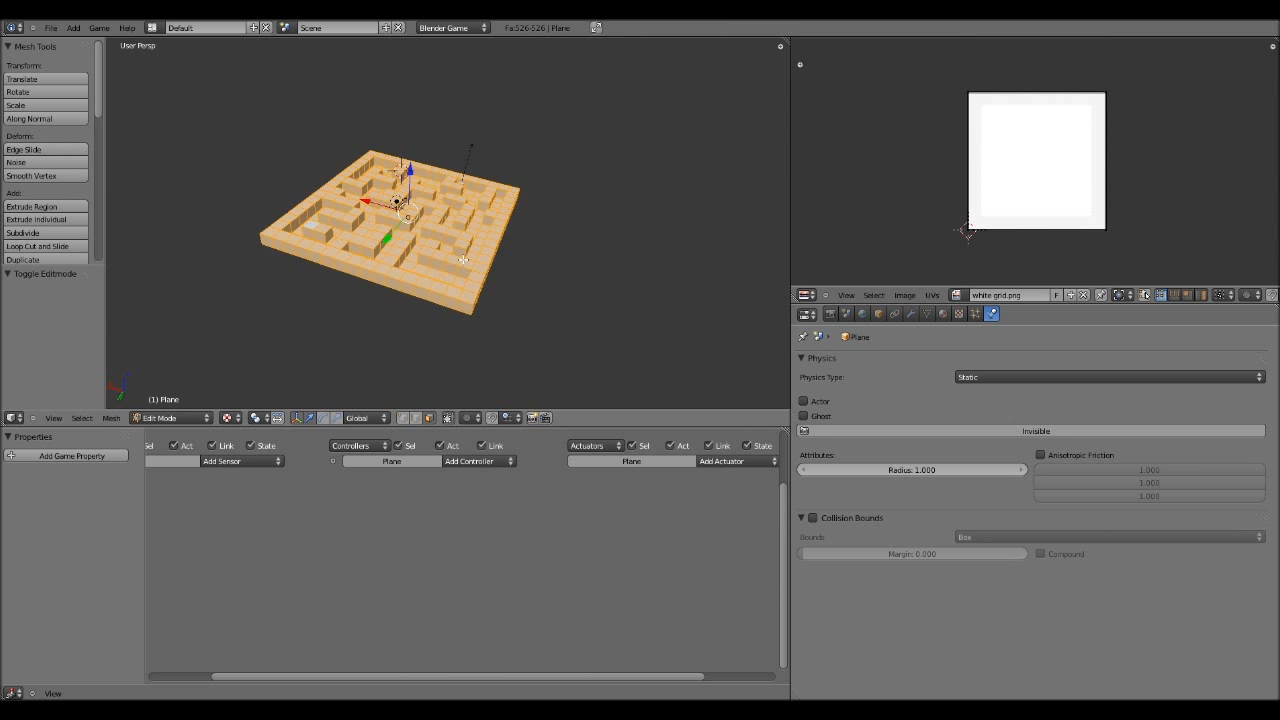 File Add Game Help Default Scene Blender Game Fa:526-526 | Plane
Mesh Tools
Transform:
Translate
Rotate
Scale
Along Normal
Deform:
Edge Slide
Noise
Smooth Vertex
Add:
Extrude Region
Extrude Individual
Subdivide
Loop Cut and Slide
Duplicate
Toggle Editmode
User Persp
(1) Plane
View Select Mesh Edit Mode Global
View Select Image UVs white grid.png F
Plane
Physics
Physics Type: Static
Actor
Ghost
Invisible
Attributes: Anisotropic Friction
Radius: 1.000 1.000
1.000
1.000
Collision Bounds
Bounds: Box
Margin: 0.000 Compound
Properties
Add Game Property
Sel Act Link State Controllers Sel Act Link Actuators Sel Act Link State
Add Sensor Plane Add Controller Plane Add Actuator
View